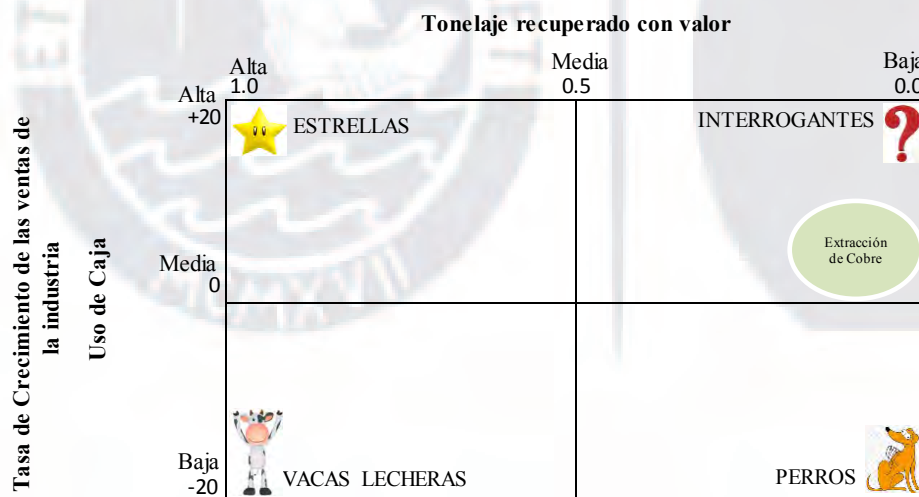 Tonelaje recuperado con valor
Alta
Media
Baja
1.0
0.5
0.0
Alta
+20
ESTRELLAS
INTERROGANTES
Tasa de Crecimiento de las ventas de
la industria
Uso de Caja
Media
0
Extracción
de Cobre
Baja
-20
VACAS LECHERAS
PERROS